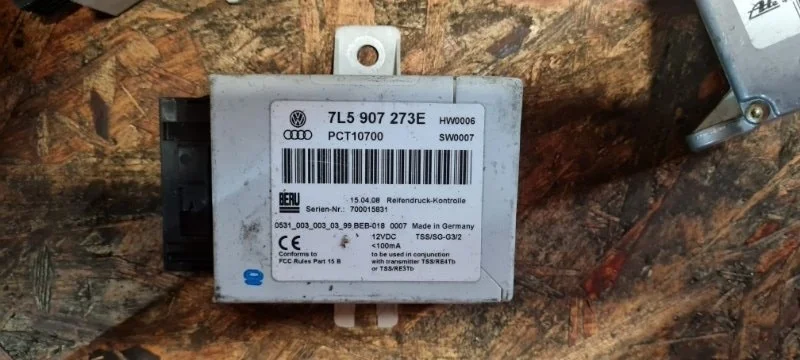 7L5 907 273E HW0006
PCT10700 SW0007
BERU 15.04.08 Reifendruck-Kontrolle
Serien-Nr.: 700015831
0531_003_003_03_99 BEB-018 0007 Made in Germany
CE 12VDC TSS/SG-G3/2
<100mA
Conforms to to be used in conjunction
FCC Rules Part 15 B with transmitter TSS/RE4Tb
or TSS/RE5Tb